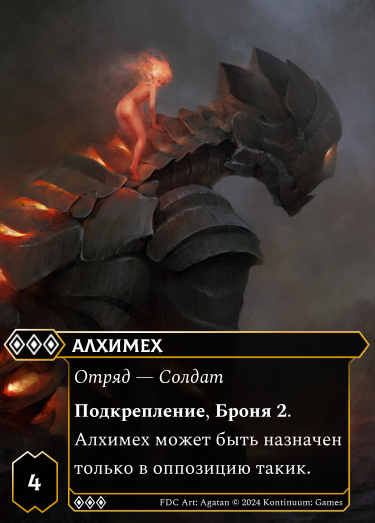 АЛХИМЕХ
Отряд — Солдат
Подкрепление, Броня 2.
Алхимех может быть назначен
только в оппозицию таких.
4
FDC Art: Agatan © 2024 Kontinuum: Games